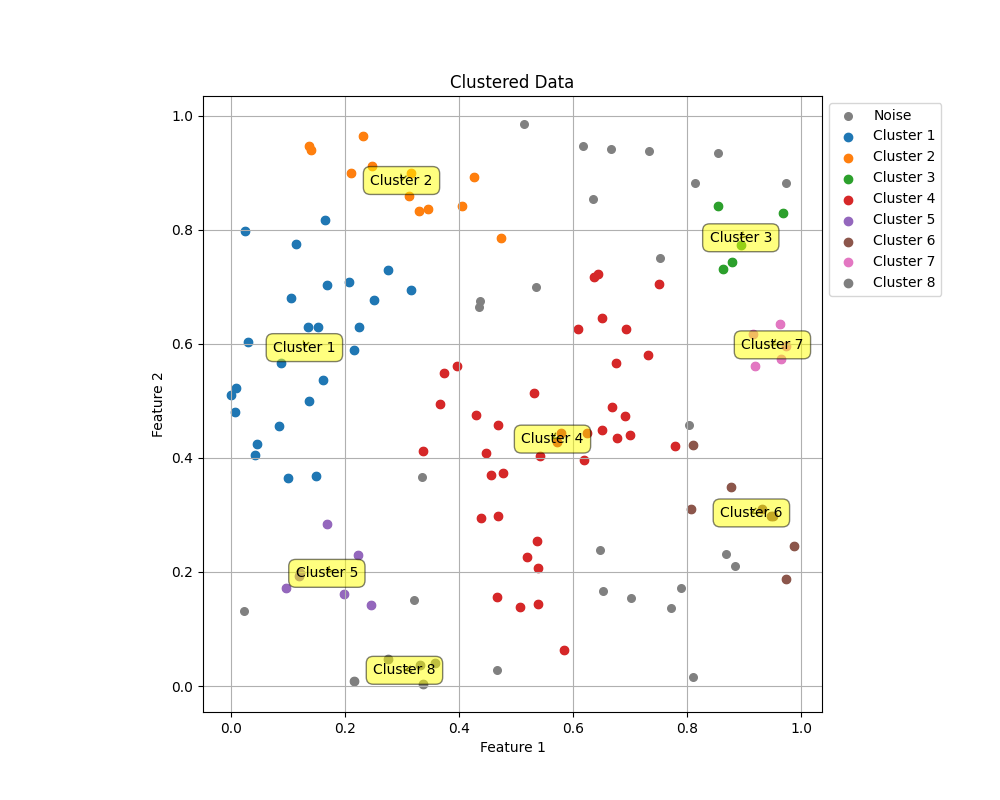 Clustered Data
Noise
Cluster 1
Cluster 2
Cluster 3
Cluster 4
Cluster 5
Cluster 6
Cluster 7
Cluster 8
Cluster 2
Cluster 3
Cluster 1
Cluster 7
Cluster 4
Cluster 6
Cluster 5
Cluster 8
1.0
0.8
0.6
0.4
0.2
0.0
Feature 2
0.0 0.2 0.4 0.6 0.8 1.0
Feature 1